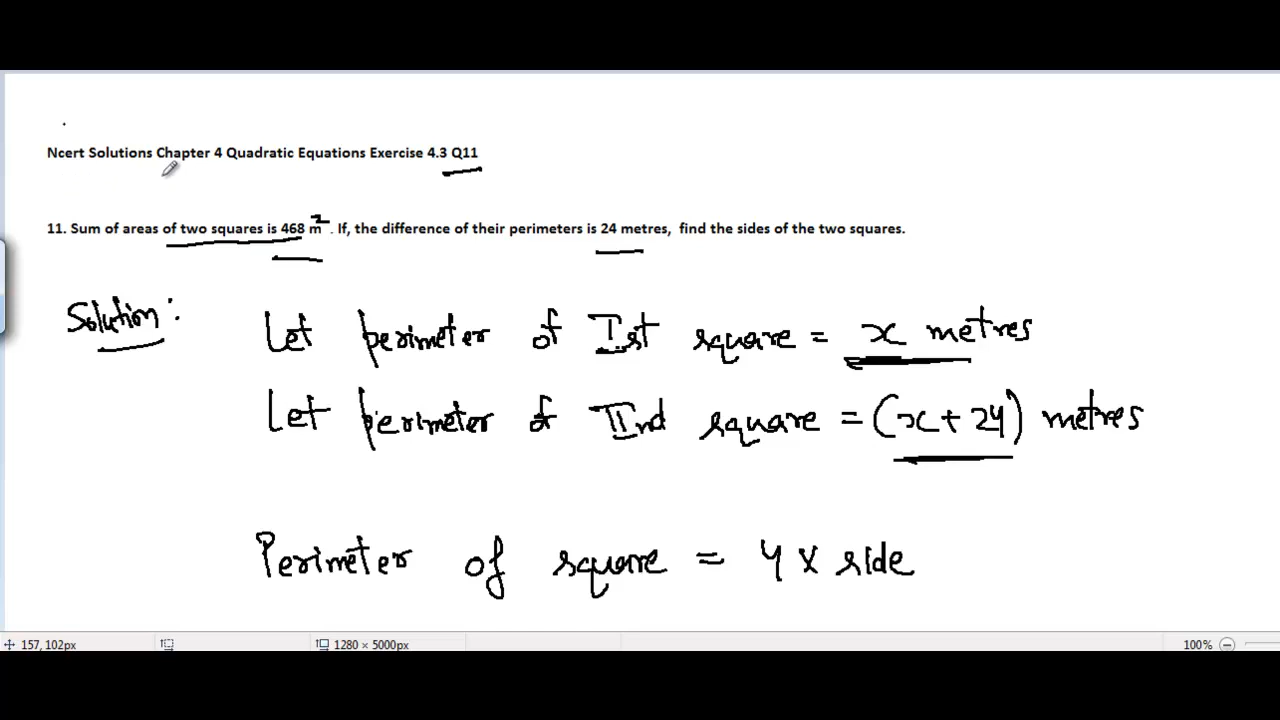 Ncert Solutions Chapter 4 Quadratic Equations Exercise 4.3 Q11
11. Sum of areas of two squares is 468 m². If, the difference of their perimeters is 24 metres, find the sides of the two squares.
Solution:
Let perimeter of Ist square = x metres
Let perimeter of IInd square = (x + 24) metres
Perimeter of square = 4 x side
157, 102px
1280 × 5000px
100%